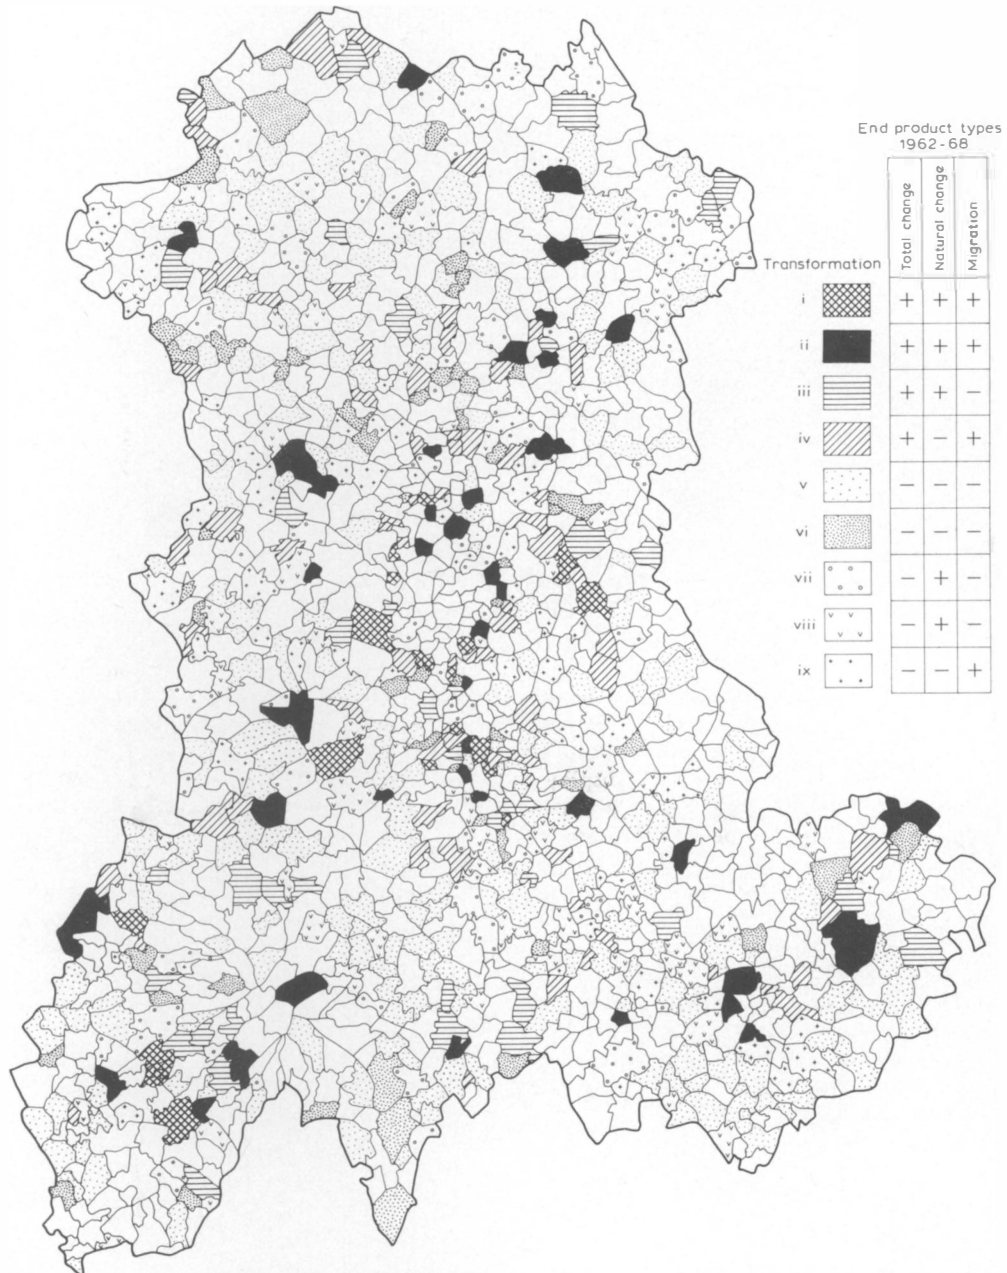 End product types
1962-68
Total change
Natural change
Migration
Transformation
i + + +
ii + + +
iii + + −
iv + − +
v − − −
vi − − −
vii − + −
viii − + −
ix − − +